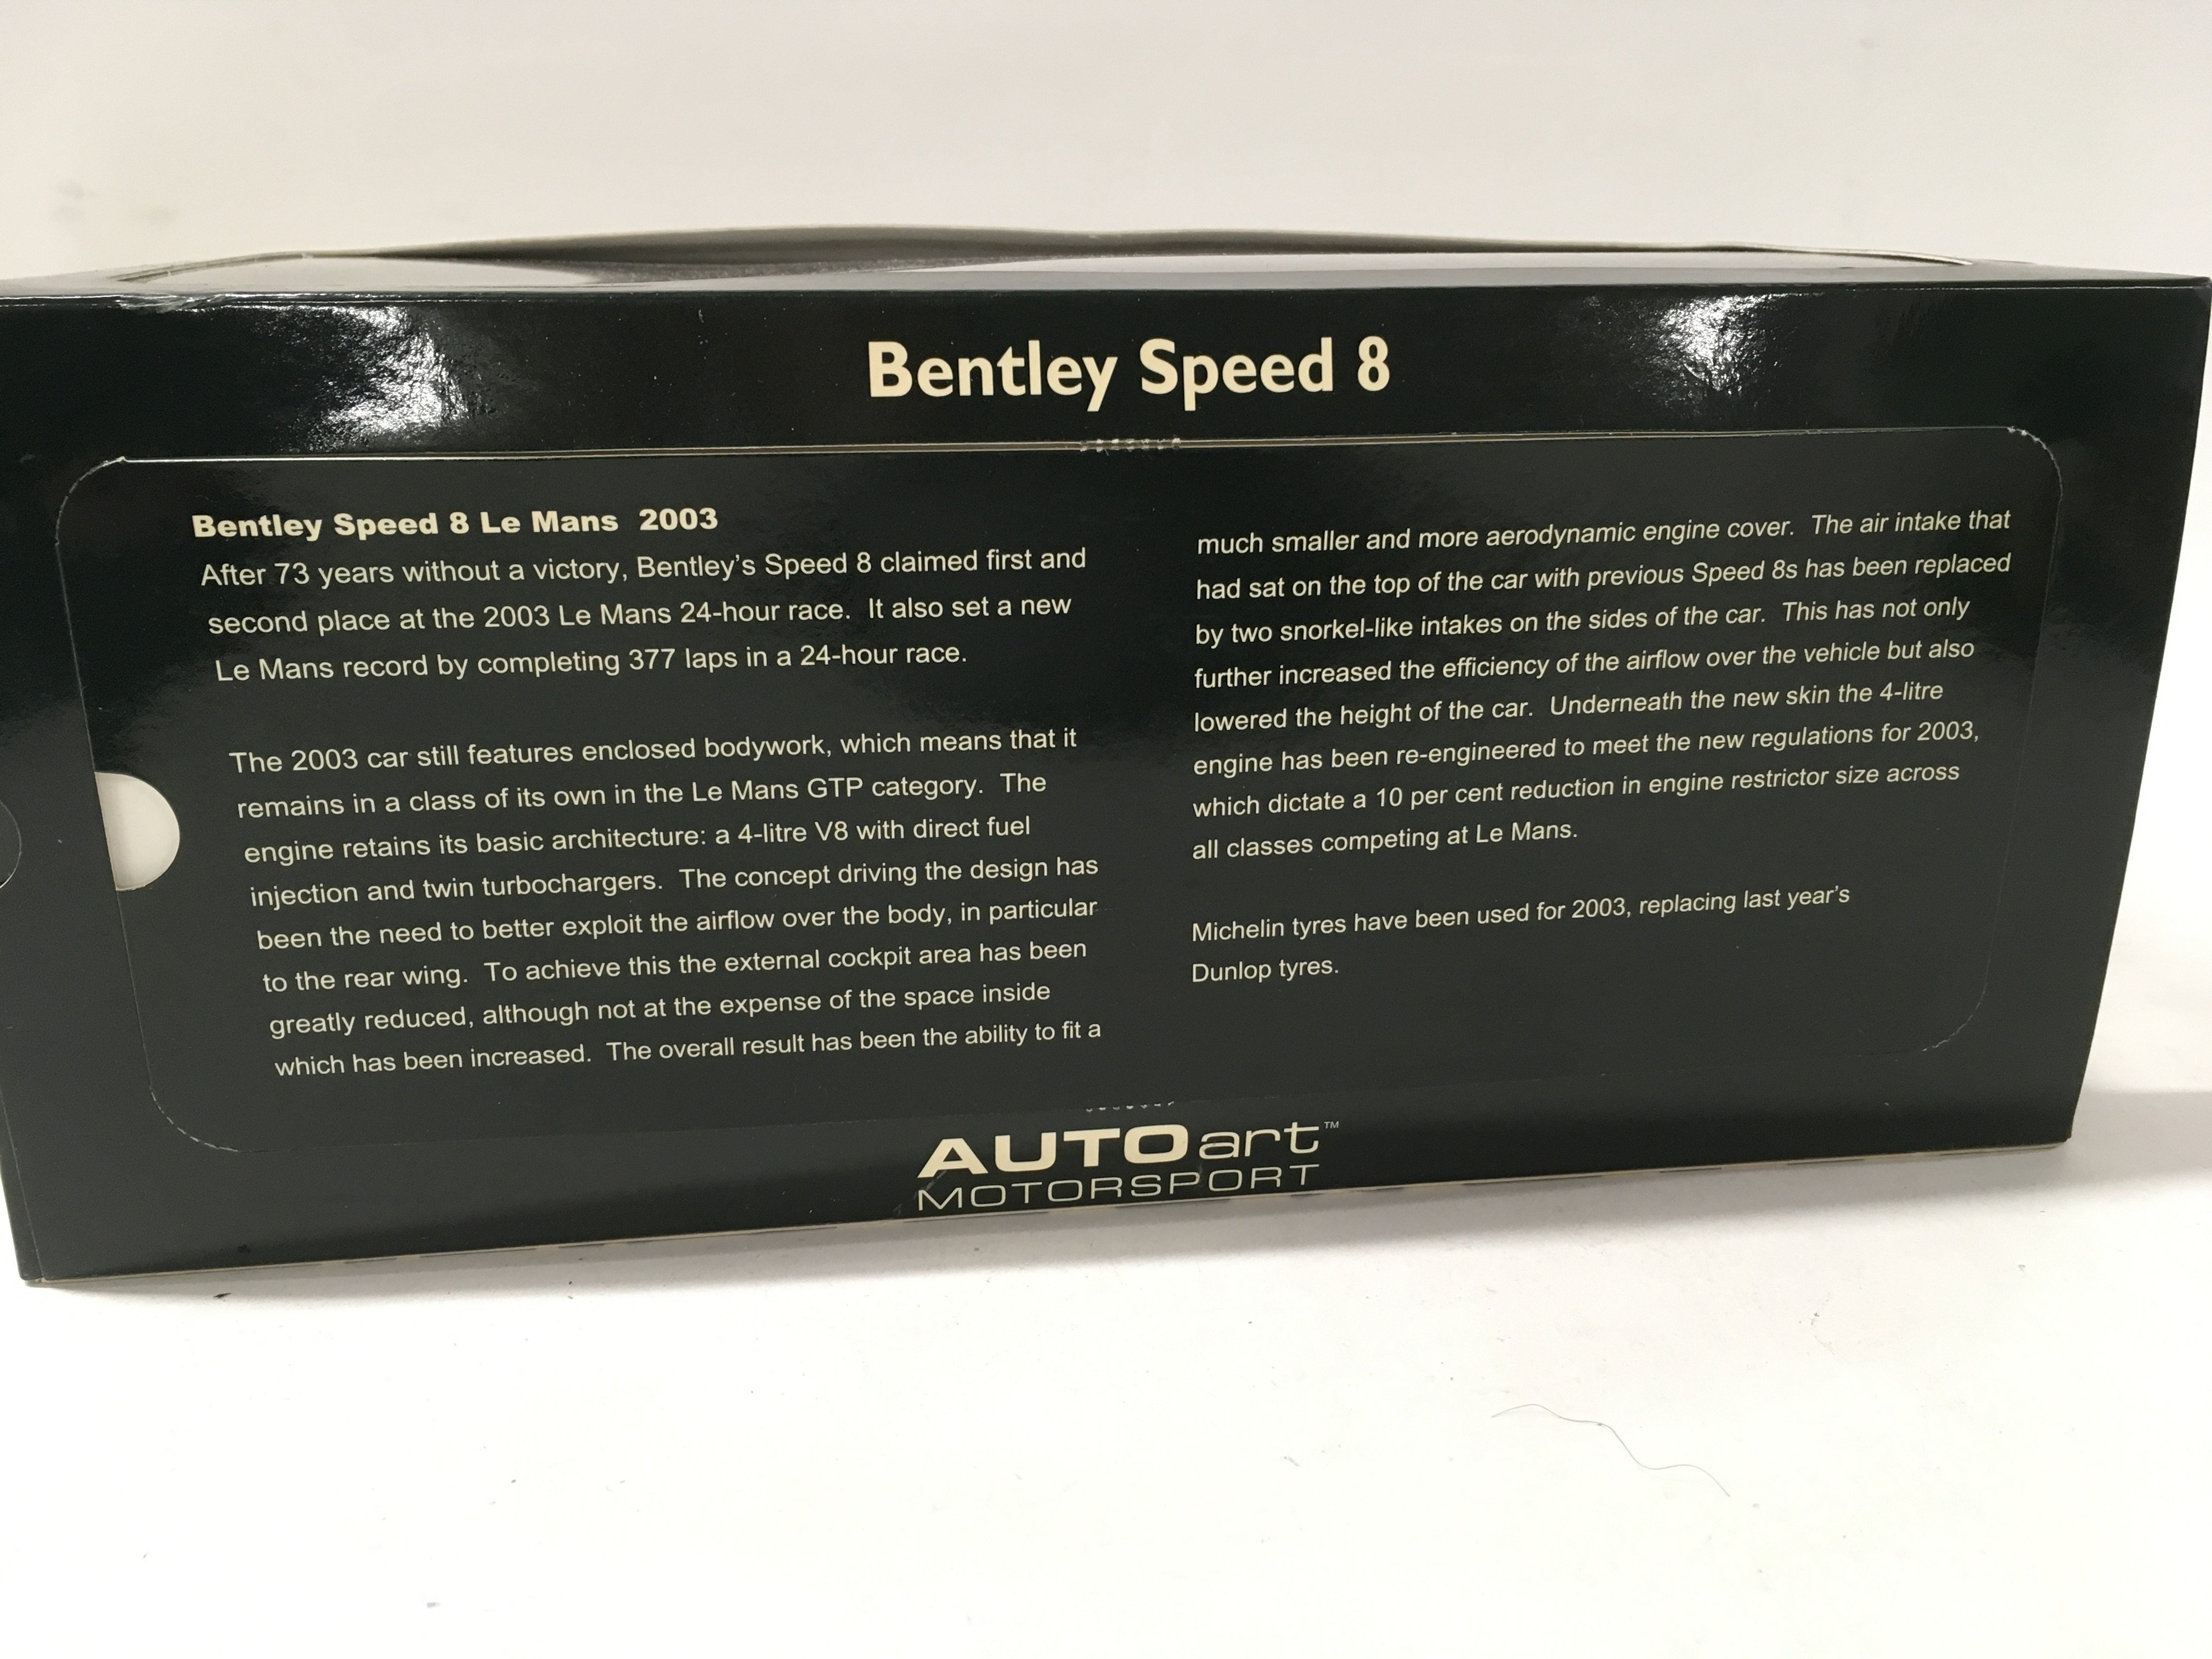 Bentley Speed 8
Bentley Speed 8 Le Mans 2003
After 73 years without a victory, Bentley's Speed 8 claimed first and
second place at the 2003 Le Mans 24-hour race. It also set a new
Le Mans record by completing 377 laps in a 24-hour race.
The 2003 car still features enclosed bodywork, which means that it
remains in a class of its own in the Le Mans GTP category. The
engine retains its basic architecture: a 4-litre V8 with direct fuel
injection and twin turbochargers. The concept driving the design has
been the need to better exploit the airflow over the body, in particular
to the rear wing. To achieve this the external cockpit area has been
greatly reduced, although not at the expense of the space inside
which has been increased. The overall result has been the ability to fit a
much smaller and more aerodynamic engine cover. The air intake that
had sat on the top of the car with previous Speed 8s has been replaced
by two snorkel-like intakes on the sides of the car. This has not only
further increased the efficiency of the airflow over the vehicle but also
lowered the height of the car. Underneath the new skin the 4-litre
engine has been re-engineered to meet the new regulations for 2003,
which dictate a 10 per cent reduction in engine restrictor size across
all classes competing at Le Mans.
Michelin tyres have been used for 2003, replacing last year's
Dunlop tyres.
AUTOart™
MOTORSPORT